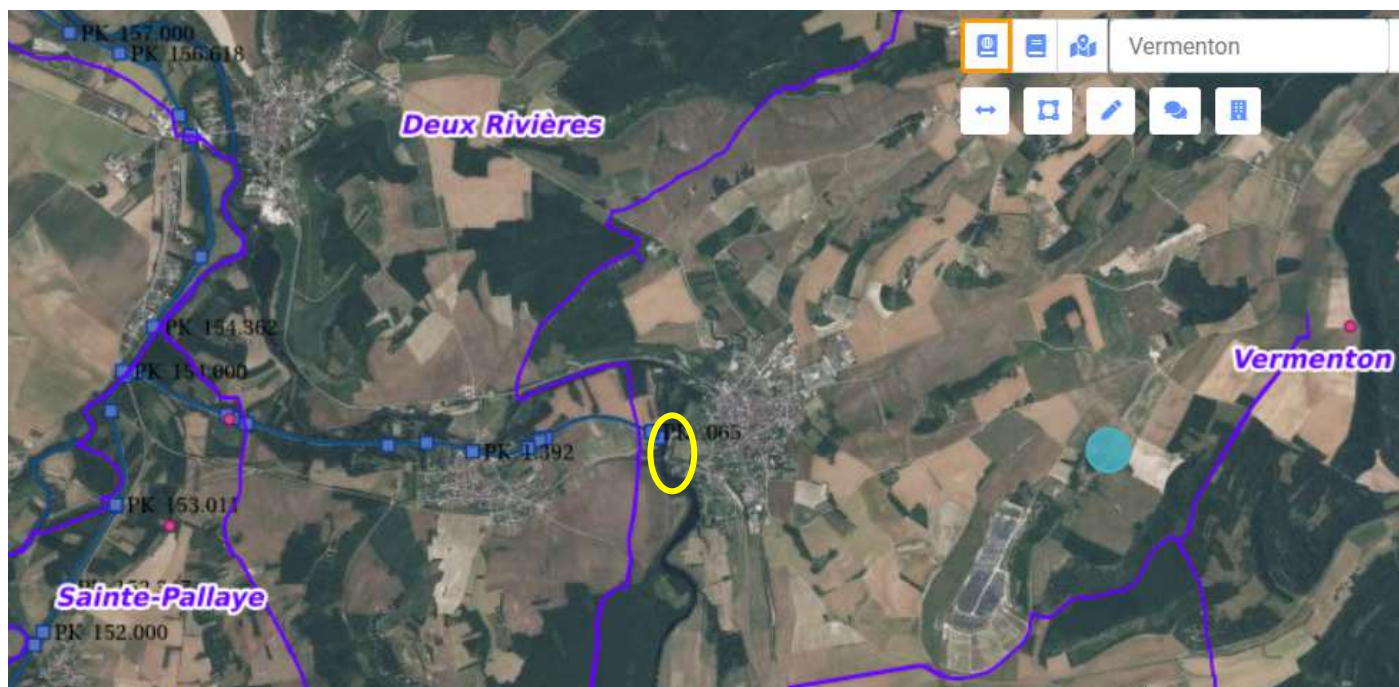 PK 157.000
PK 156.618
Vermenton
Deux Rivières
PK 154.362
Vermenton
PK 154.000
PK .065
PK 1.392
PK 153.011
Sainte-Pallaye
PK 152.000